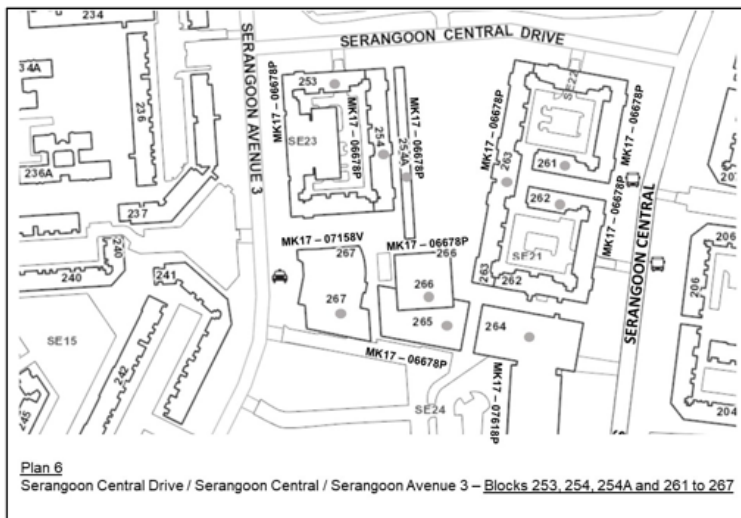 234
SERANGOON CENTRAL DRIVE
SERANGOON AVENUE 3
MK17 – 06678P
253
SE22
34A
236
SE23
MK17 – 06678P
254
254A
MK17 – 06678P
MK17 – 06678P
263
261
MK17 – 06678P
236A
262
MK17 – 06678P
207
237
MK17 – 07158V
MK17 – 06678P
SERANGOON CENTRAL
240
267
266
SE21
206
240
241
263
262
206
266
267
265
264
SE15
242
MK17 – 06678P
MK17 – 07618P
SE24
245
204
Plan 6
Serangoon Central Drive / Serangoon Central / Serangoon Avenue 3 – Blocks 253, 254, 254A and 261 to 267